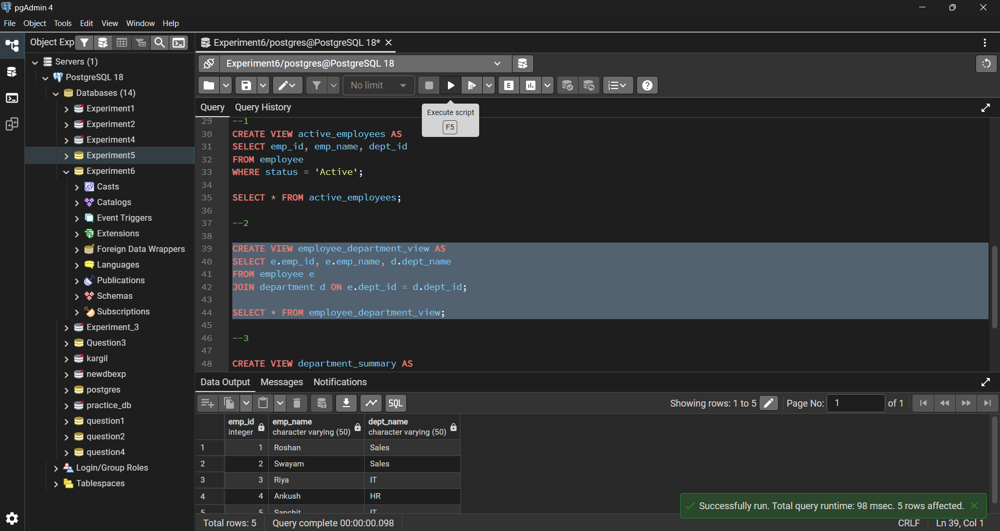 pgAdmin 4
File Object Tools Edit View Window Help
Object Exp
Servers (1)
PostgreSQL 18
Databases (14)
Experiment1
Experiment2
Experiment4
Experiment5
Experiment6
Casts
Catalogs
Event Triggers
Extensions
Foreign Data Wrappers
Languages
Publications
Schemas
Subscriptions
Experiment_3
Question3
kargil
newdbexp
postgres
practice_db
question1
question2
question4
Login/Group Roles
Tablespaces
Experiment6/postgres@PostgreSQL 18*
Experiment6/postgres@PostgreSQL 18
No limit
E
Query Query History
Execute script
F5
29 --1
30 CREATE VIEW active_employees AS
31 SELECT emp_id, emp_name, dept_id
32 FROM employee
33 WHERE status = 'Active';
34
35 SELECT * FROM active_employees;
36
37 --2
38
39 CREATE VIEW employee_department_view AS
40 SELECT e.emp_id, e.emp_name, d.dept_name
41 FROM employee e
42 JOIN department d ON e.dept_id = d.dept_id;
43
44 SELECT * FROM employee_department_view;
45
46 --3
47
48 CREATE VIEW department_summary AS
Data Output Messages Notifications
SQL
Showing rows: 1 to 5 Page No: 1 of 1
emp_id emp_name dept_name
integer character varying (50) character varying (50)
1 1 Roshan Sales
2 2 Swayam Sales
3 3 Riya IT
4 4 Ankush HR
5 5 Sanchit IT
Successfully run. Total query runtime: 98 msec. 5 rows affected.
Total rows: 5 Query complete 00:00:00.098 CRLF Ln 39, Col 1